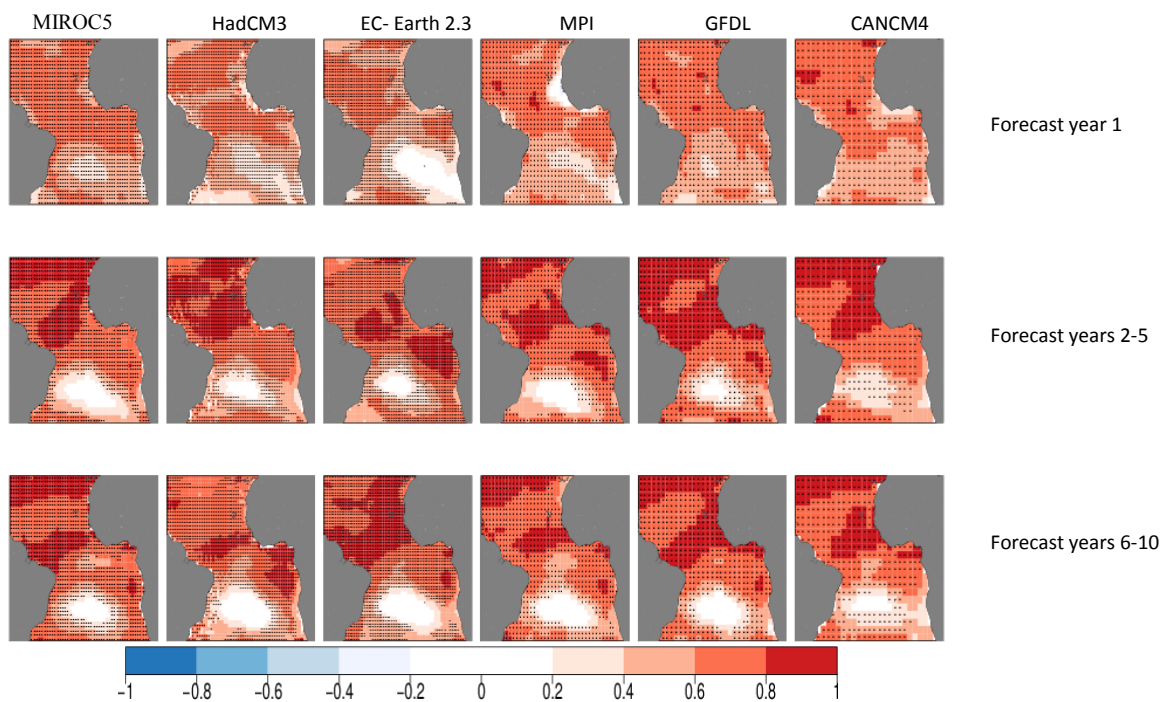 MIROC5 HadCM3 EC- Earth 2.3 MPI GFDL CANCM4
Forecast year 1
Forecast years 2-5
Forecast years 6-10
−1 −0.8 −0.6 −0.4 −0.2 0 0.2 0.4 0.6 0.8 1